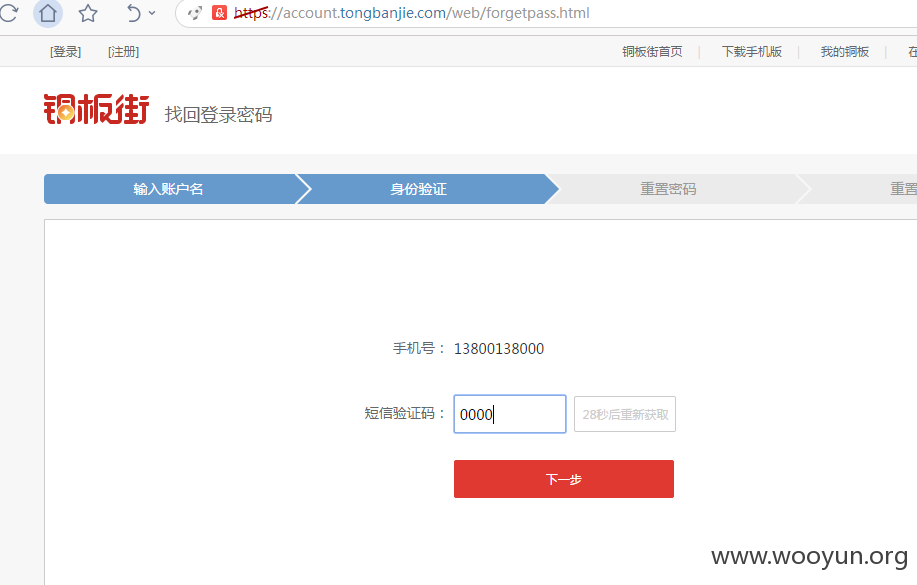 https://account.tongbanjie.com/web/forgetpass.html
[登录] [注册] 铜板街首页 下载手机版 我的铜板
铜板街 找回登录密码
输入账户名 身份验证 重置密码 重置
手机号： 13800138000
短信验证码： 0000 28秒后重新获取
下一步
www.wooyun.org